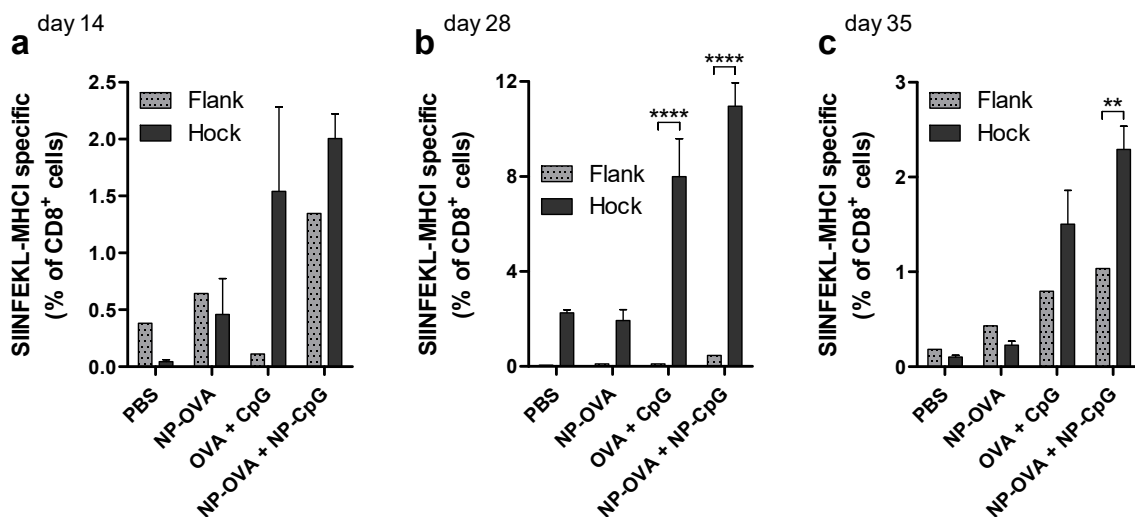 a day 14
SIINFEKL-MHCI specific
(% of CD8⁺ cells)
2.5
2.0
1.5
1.0
0.5
0.0
Flank
Hock
PBS
NP-OVA
OVA + CpG
NP-OVA + NP-CpG
b day 28
SIINFEKL-MHCI specific
(% of CD8⁺ cells)
12
8
4
0
Flank
Hock
****
****
PBS
NP-OVA
OVA + CpG
NP-OVA + NP-CpG
c day 35
SIINFEKL-MHCI specific
(% of CD8⁺ cells)
3
2
1
0
Flank
Hock
**
PBS
NP-OVA
OVA + CpG
NP-OVA + NP-CpG